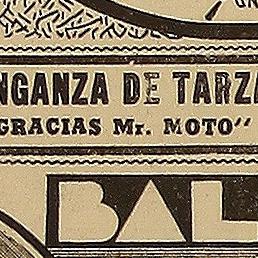 NGANZA DE TARZA
GRACIAS Mr. MOTO"
BAL